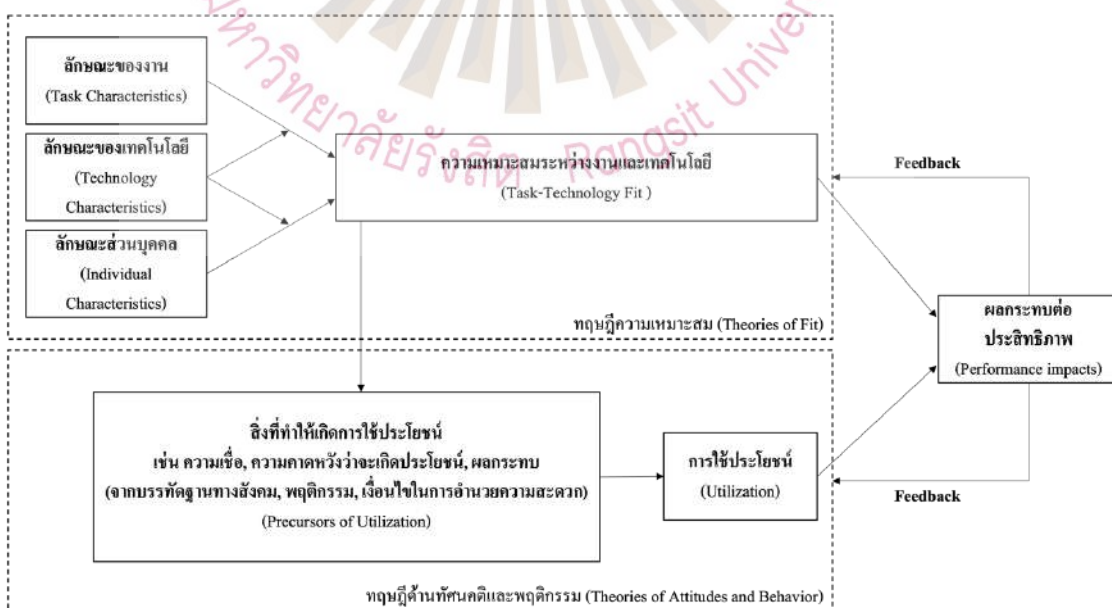 มหาวิทยาลัยรังสิต Rangsit Univer
ลักษณะของงาน
(Task Characteristics)
ลักษณะของเทคโนโลยี
(Technology
Characteristics)
ลักษณะส่วนบุคคล
(Individual
Characteristics)
ความเหมาะสมระหว่างงานและเทคโนโลยี
(Task-Technology Fit )
ทฤษฎีความเหมาะสม (Theories of Fit)
Feedback
ผลกระทบต่อ
ประสิทธิภาพ
(Performance impacts)
สิ่งที่ทำให้เกิดการใช้ประโยชน์
เช่น ความเชื่อ, ความคาดหวังว่าจะเกิดประโยชน์, ผลกระทบ
(จากบรรทัดฐานทางสังคม, พฤติกรรม, เงื่อนไขในการอำนวยความสะดวก)
(Precursors of Utilization)
การใช้ประโยชน์
(Utilization)
Feedback
ทฤษฎีด้านทัศนคติและพฤติกรรม (Theories of Attitudes and Behavior)